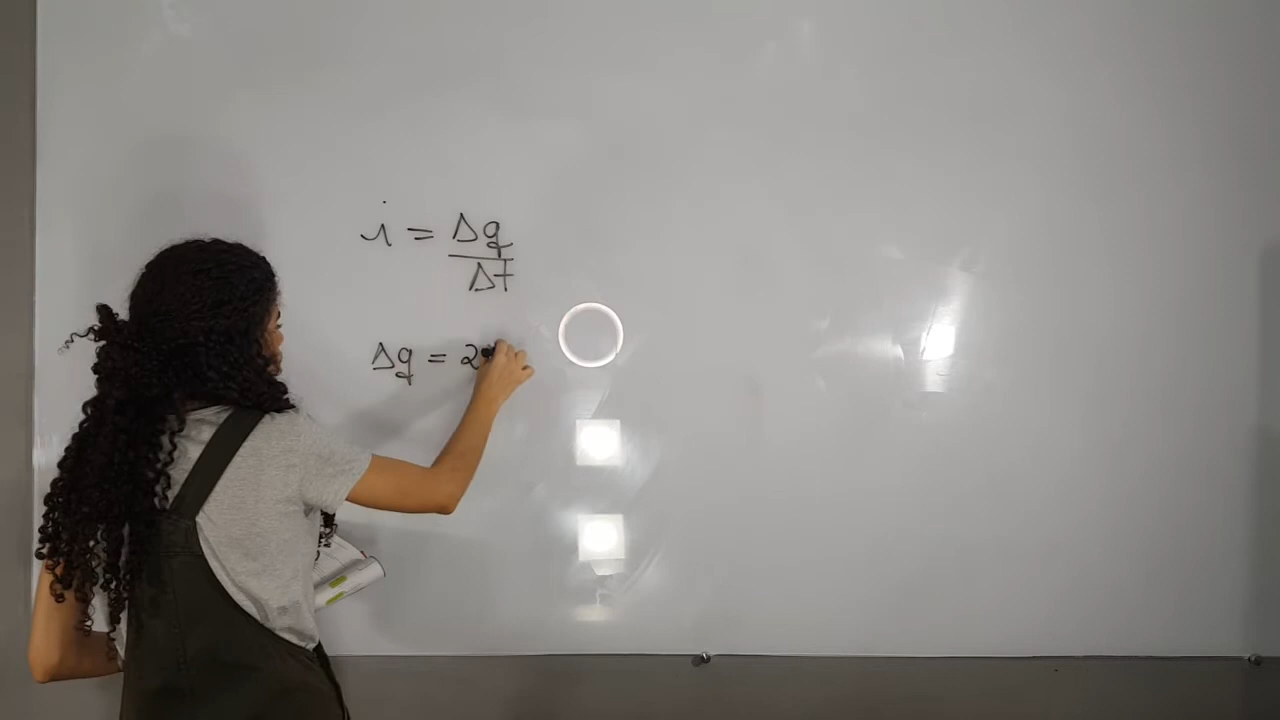 i = Δq
Δt
Δq = 2